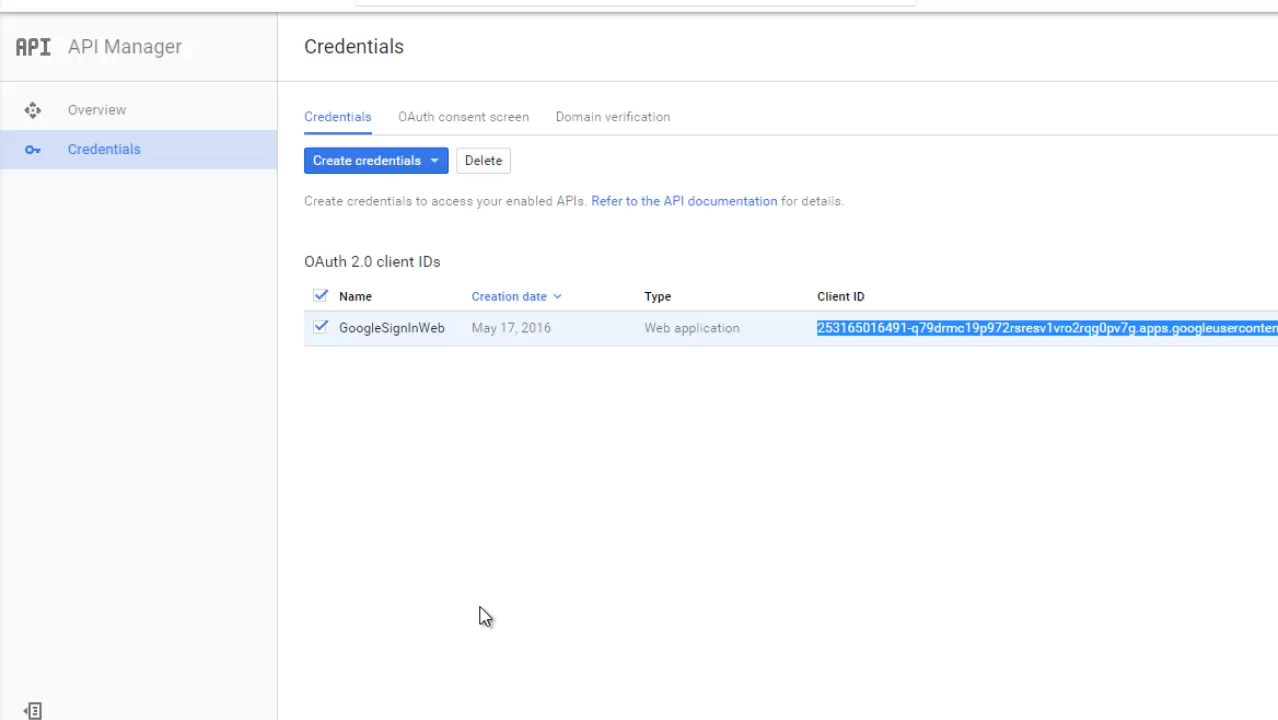 API API Manager
Credentials
Overview
Credentials
Credentials OAuth consent screen Domain verification
Create credentials Delete
Create credentials to access your enabled APIs. Refer to the API documentation for details.
OAuth 2.0 client IDs
Name Creation date Type Client ID
GoogleSignInWeb May 17, 2016 Web application 253165016491-q79drmc19p972rsresv1vro2rqg0pv7g.apps.googleuserconten